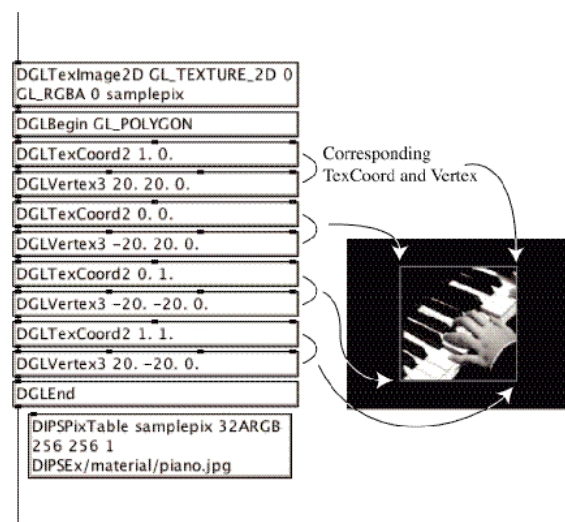 DGLTexImage2D GL_TEXTURE_2D 0
GL_RGBA 0 samplepix
DGLBegin GL_POLYGON
DGLTexCoord2 1. 0.
DGLVertex3 20. 20. 0.
DGLTexCoord2 0. 0.
DGLVertex3 -20. 20. 0.
DGLTexCoord2 0. 1.
DGLVertex3 -20. -20. 0.
DGLTexCoord2 1. 1.
DGLVertex3 20. -20. 0.
DGLEnd
DIPSPixTable samplepix 32ARGB
256 256 1
DIPSEx/material/piano.jpg
Corresponding
TexCoord and Vertex